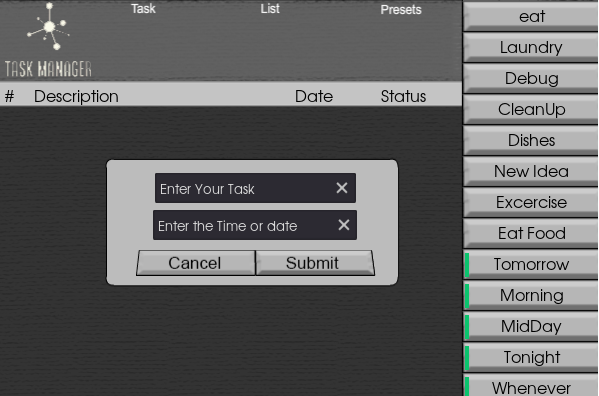 Task List Presets
TASK MANAGER
# Description Date Status
Enter Your Task
Enter the Time or date
Cancel Submit
eat
Laundry
Debug
CleanUp
Dishes
New Idea
Excercise
Eat Food
Tomorrow
Morning
MidDay
Tonight
Whenever